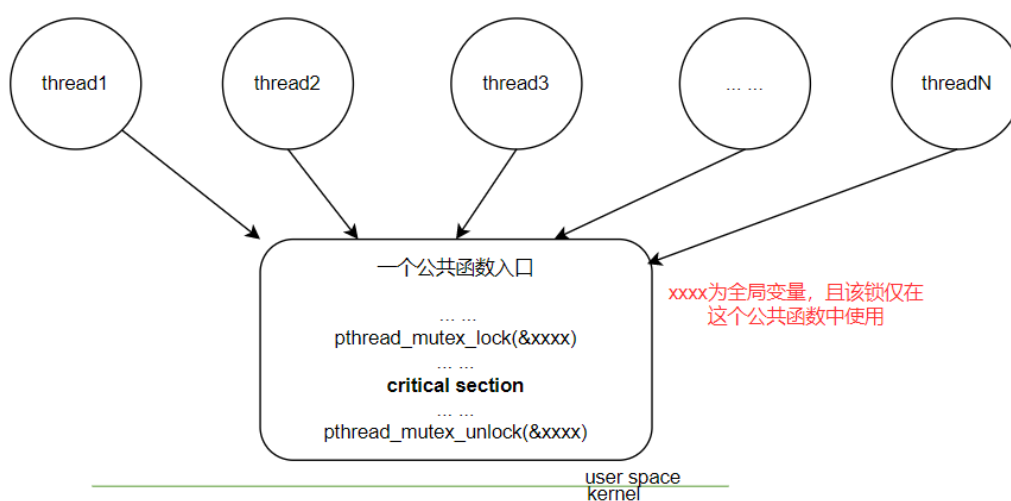 thread1
thread2
thread3
... ...
threadN
一个公共函数入口
... ...
pthread_mutex_lock(&xxxx)
... ...
critical section
... ...
pthread_mutex_unlock(&xxxx)
xxxx为全局变量，且该锁仅在
这个公共函数中使用
user space
kernel